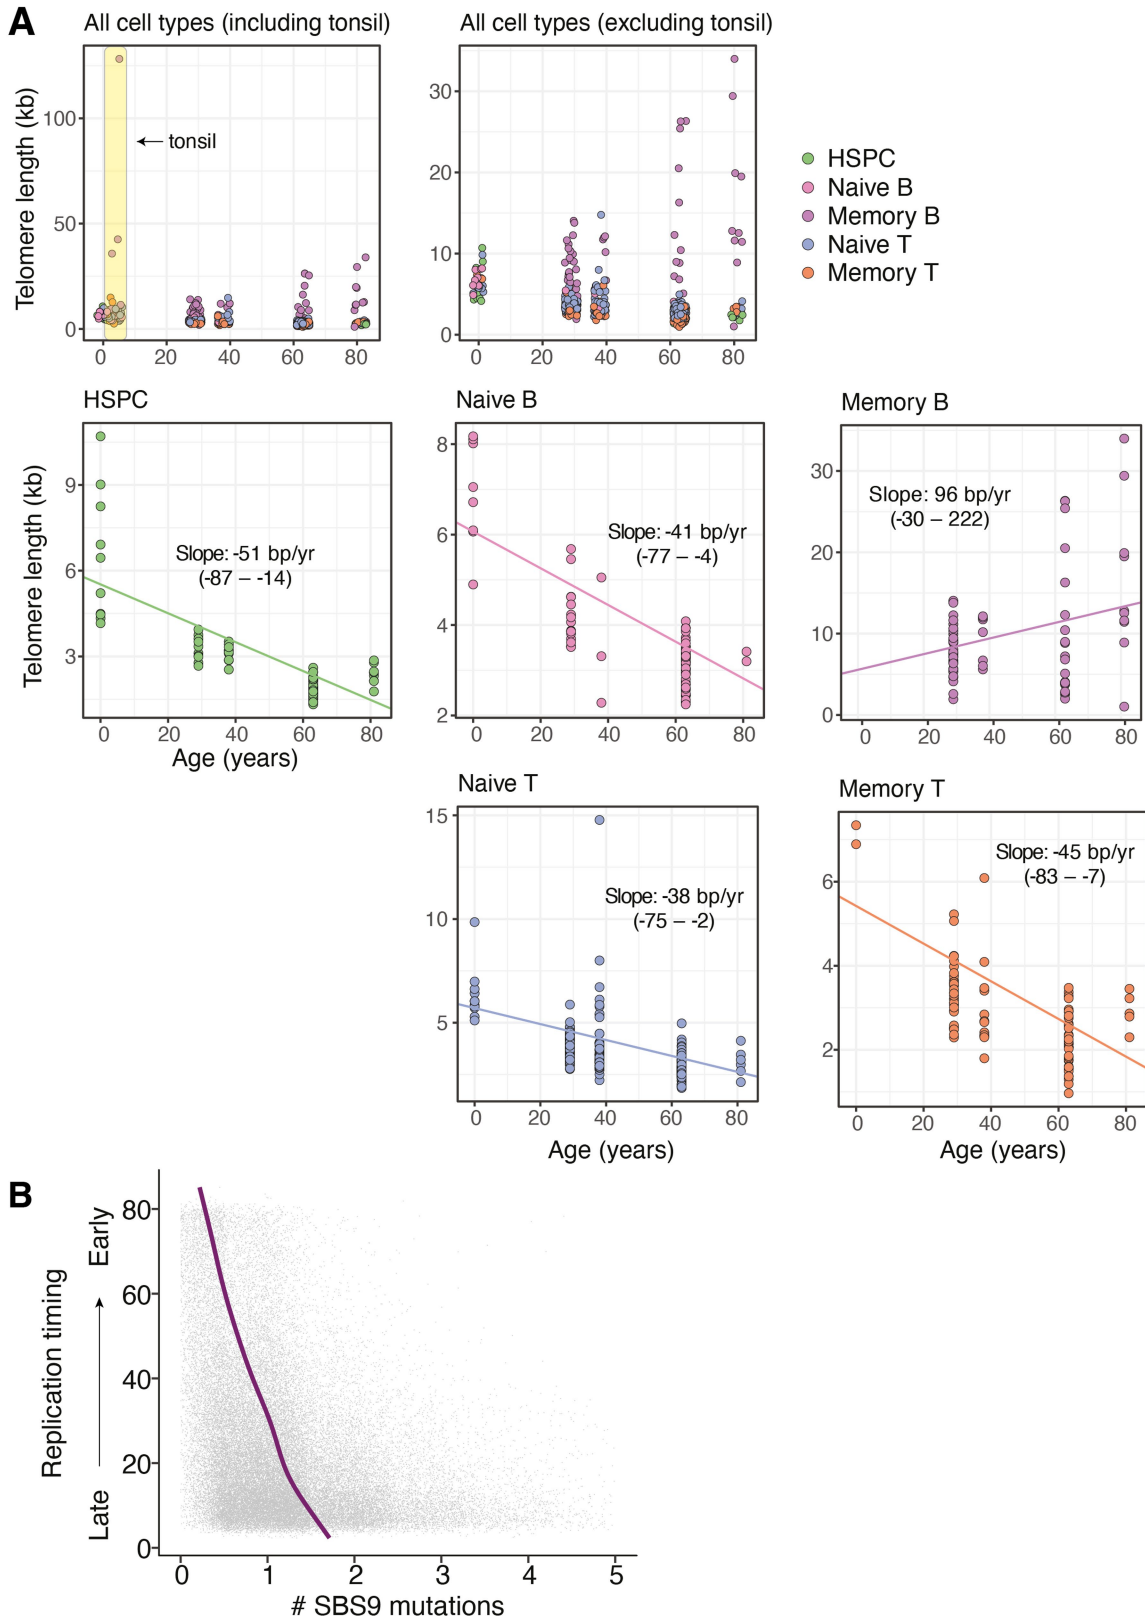 A
All cell types (including tonsil)
All cell types (excluding tonsil)
Telomere length (kb)
100
50
0
tonsil
0 20 40 60 80
30
20
10
0
0 20 40 60 80
HSPC
Naive B
Memory B
Naive T
Memory T
HSPC
Telomere length (kb)
9
6
3
Slope: -51 bp/yr
(-87 – -14)
0 20 40 60 80
Age (years)
Naive B
8
6
4
2
Slope: -41 bp/yr
(-77 – -4)
0 20 40 60 80
Memory B
30
20
10
0
Slope: 96 bp/yr
(-30 – 222)
0 20 40 60 80
Naive T
15
10
5
Slope: -38 bp/yr
(-75 – -2)
0 20 40 60 80
Age (years)
Memory T
6
4
2
Slope: -45 bp/yr
(-83 – -7)
0 20 40 60 80
Age (years)
B
Replication timing
Late
Early
80
60
40
20
0
0 1 2 3 4 5
# SBS9 mutations